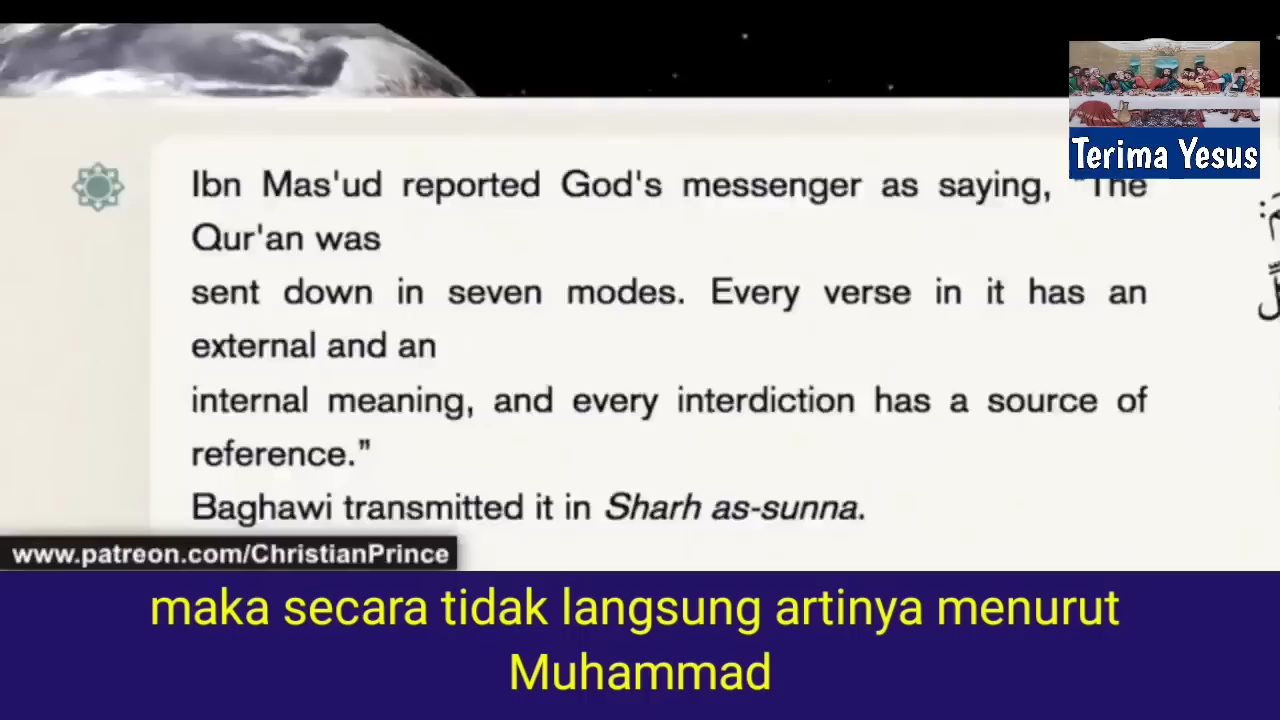 Terima Yesus
Ibn Mas'ud reported God's messenger as saying, "The
Qur'an was
sent down in seven modes. Every verse in it has an
external and an
internal meaning, and every interdiction has a source of
reference.”
Baghawi transmitted it in Sharh as-sunna.
www.patreon.com/ChristianPrince
maka secara tidak langsung artinya menurut
Muhammad